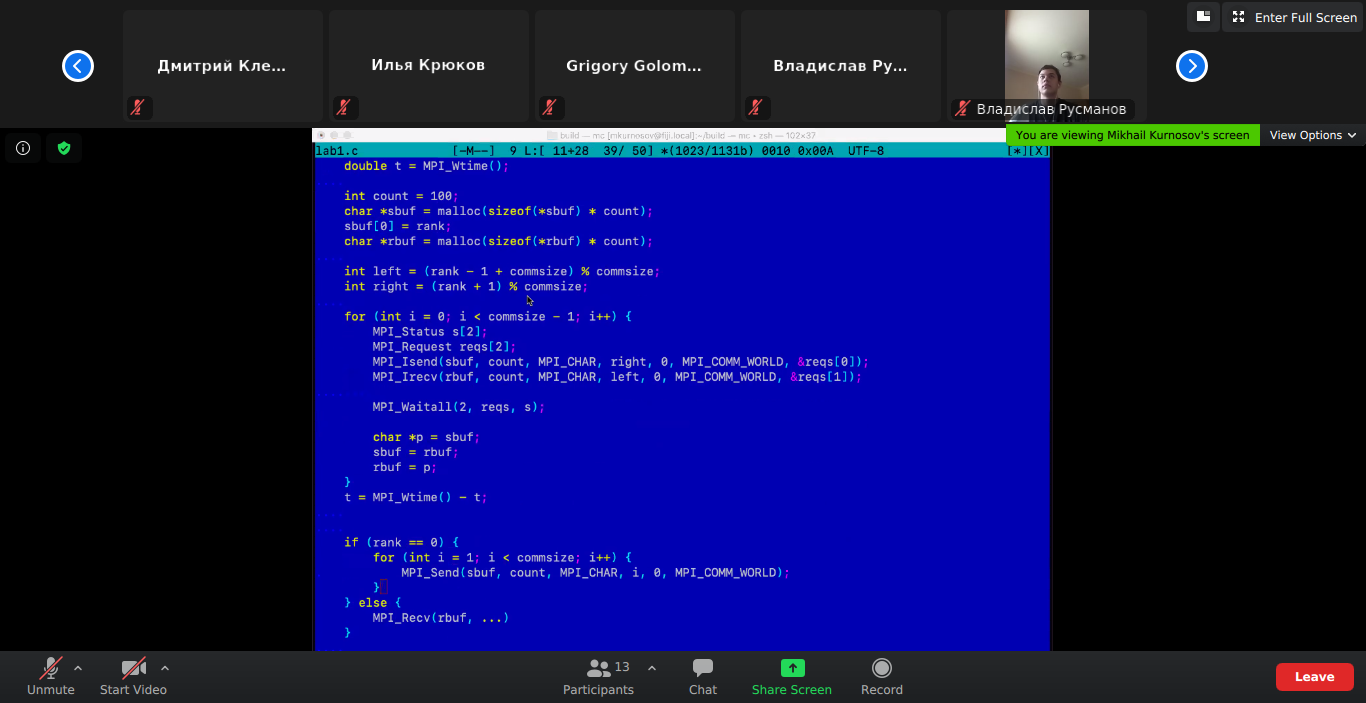 Enter Full Screen
Дмитрий Кле...
Илья Крюков
Grigory Golom...
Владислав Ру...
Владислав Русманов
You are viewing Mikhail Kurnosov's screen
View Options
build — mc [mkurnosov@fiji.local]:~/build — mc • zsh — 102×37
lab1.c [-M--] 9 L:[ 11+28 39/ 50] *(1023/1131b) 0010 0x00A UTF-8 [*][X]
double t = MPI_Wtime();
int count = 100;
char *sbuf = malloc(sizeof(*sbuf) * count);
sbuf[0] = rank;
char *rbuf = malloc(sizeof(*rbuf) * count);
int left = (rank - 1 + commsize) % commsize;
int right = (rank + 1) % commsize;
for (int i = 0; i < commsize - 1; i++) {
MPI_Status s[2];
MPI_Request reqs[2];
MPI_Isend(sbuf, count, MPI_CHAR, right, 0, MPI_COMM_WORLD, &reqs[0]);
MPI_Irecv(rbuf, count, MPI_CHAR, left, 0, MPI_COMM_WORLD, &reqs[1]);
MPI_Waitall(2, reqs, s);
char *p = sbuf;
sbuf = rbuf;
rbuf = p;
}
t = MPI_Wtime() - t;
if (rank == 0) {
for (int i = 1; i < commsize; i++) {
MPI_Send(sbuf, count, MPI_CHAR, i, 0, MPI_COMM_WORLD);
}
} else {
MPI_Recv(rbuf, ...)
}
Unmute
Start Video
13
Participants
Chat
Share Screen
Record
Leave